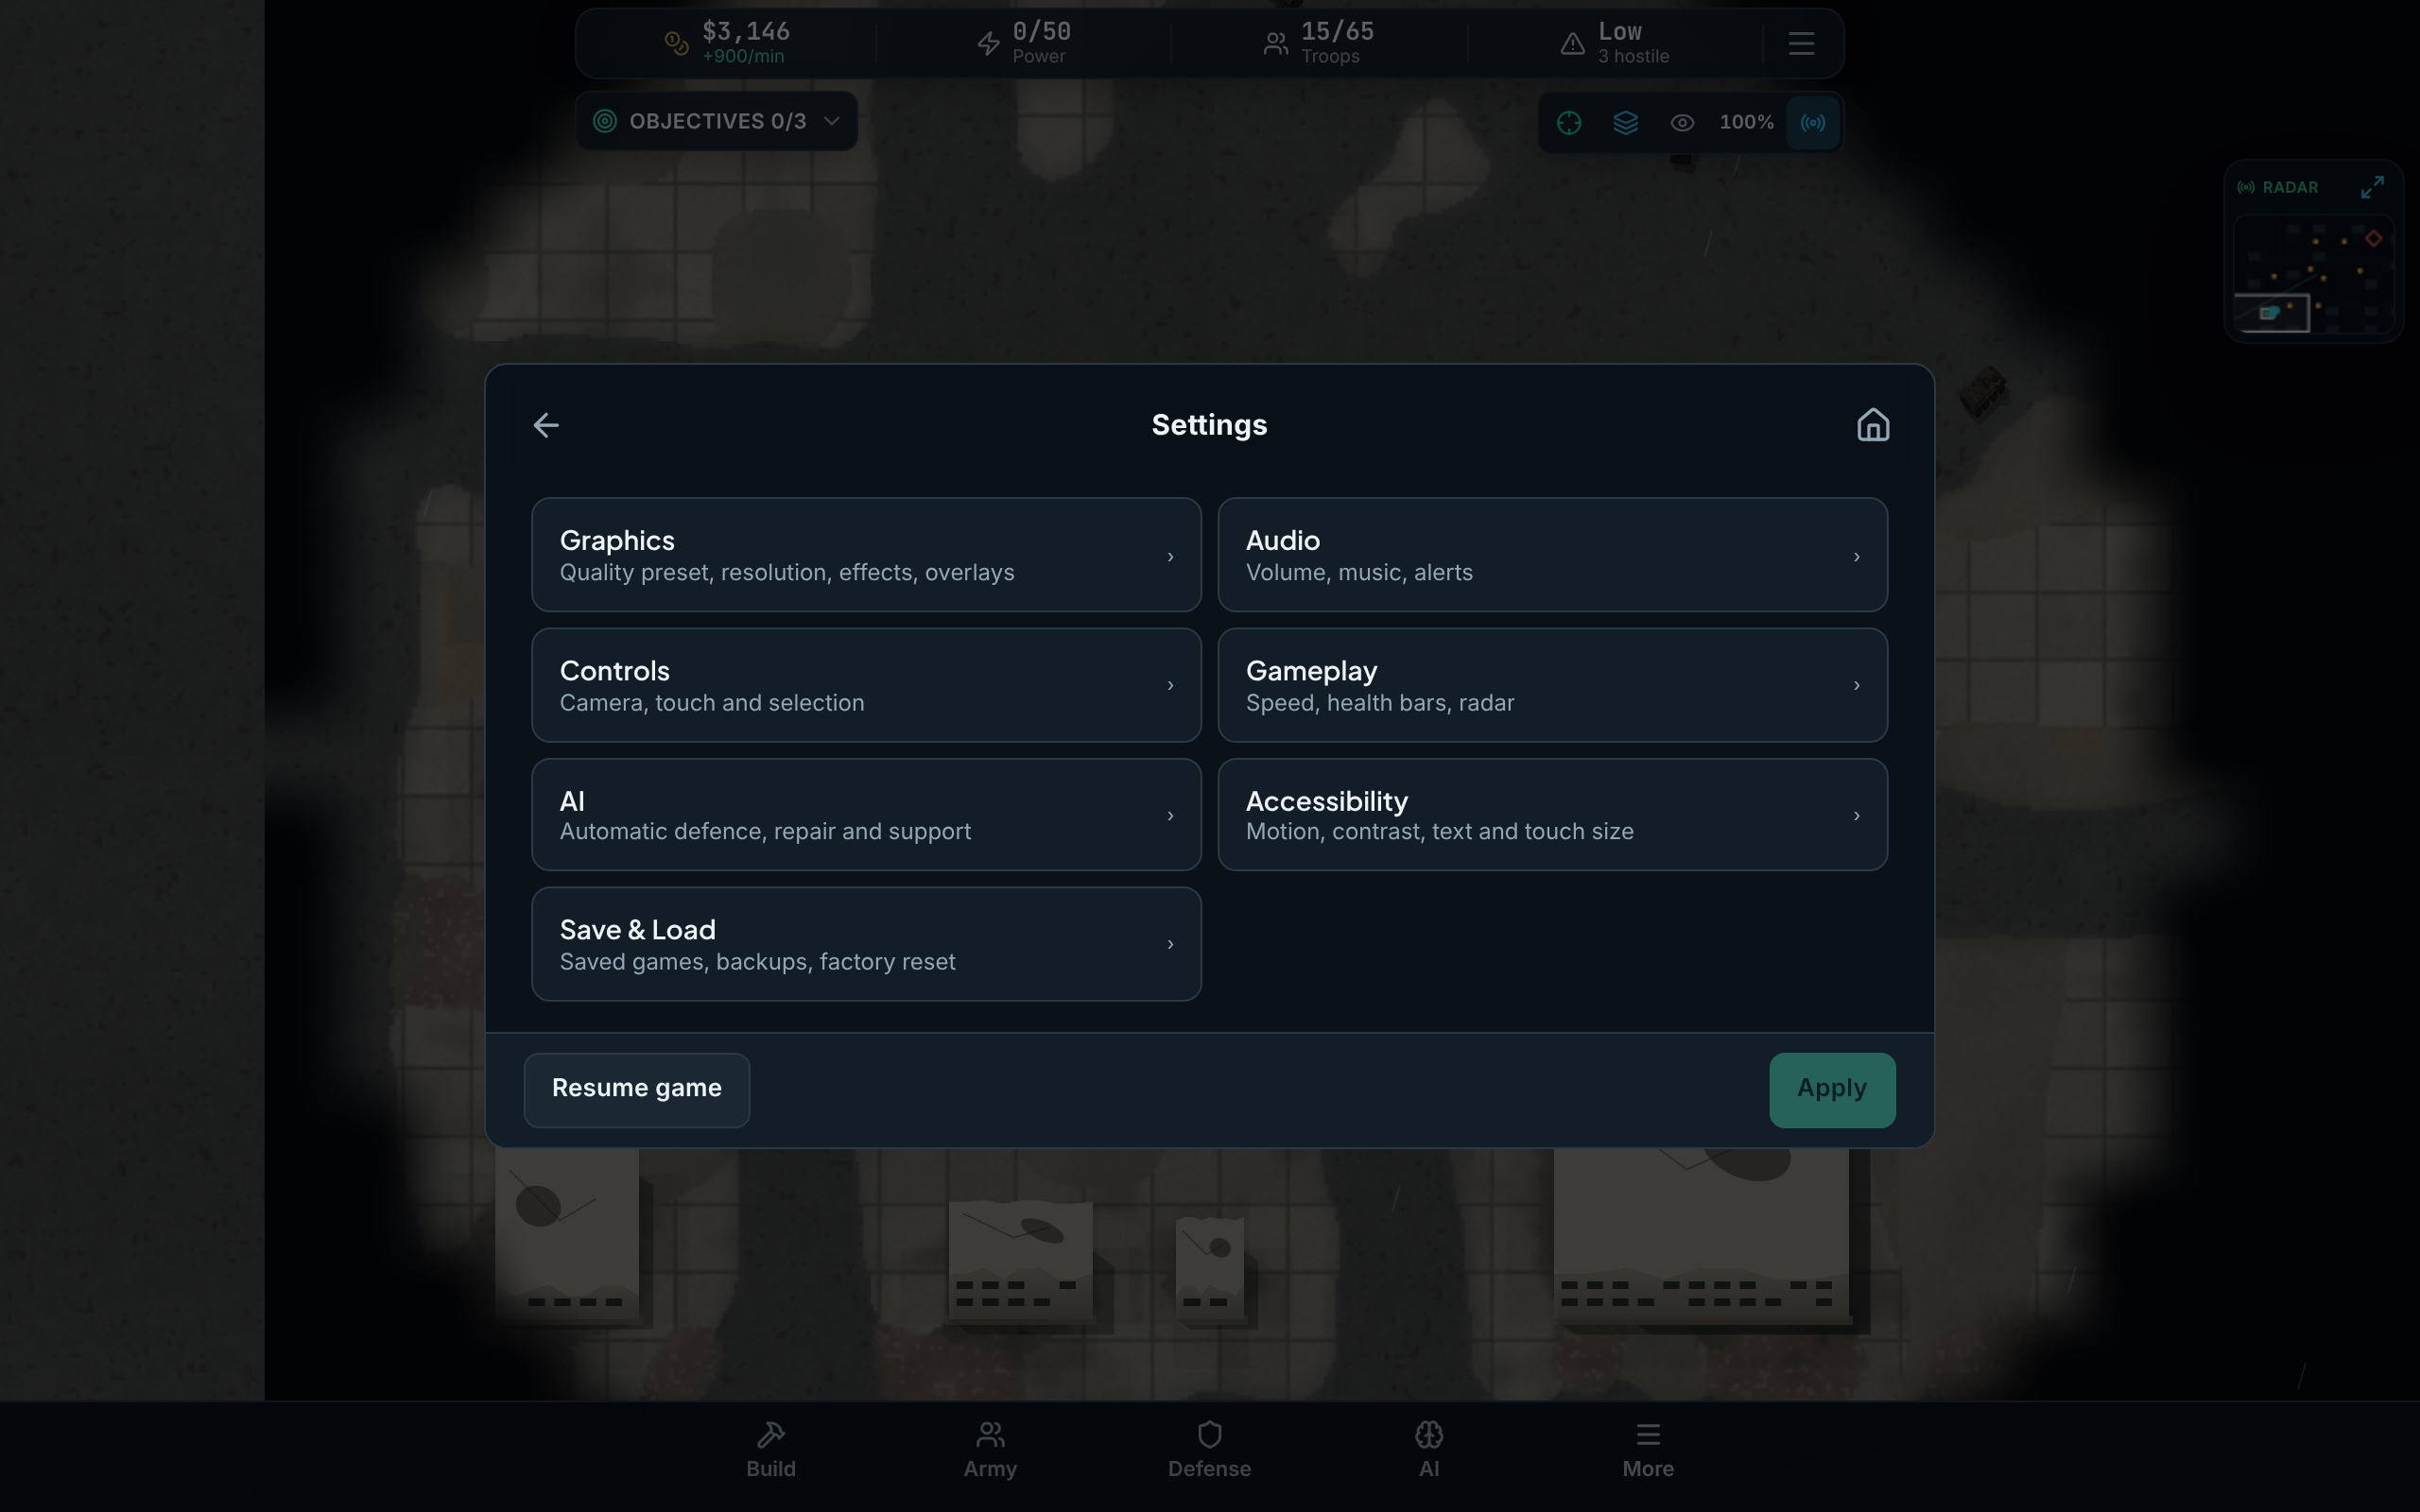 $3,146
+900/min
0/50
Power
15/65
Troops
Low
3 hostile
OBJECTIVES 0/3
100%
RADAR
Settings
Graphics
Quality preset, resolution, effects, overlays
Audio
Volume, music, alerts
Controls
Camera, touch and selection
Gameplay
Speed, health bars, radar
AI
Automatic defence, repair and support
Accessibility
Motion, contrast, text and touch size
Save & Load
Saved games, backups, factory reset
Resume game
Apply
Build
Army
Defense
AI
More